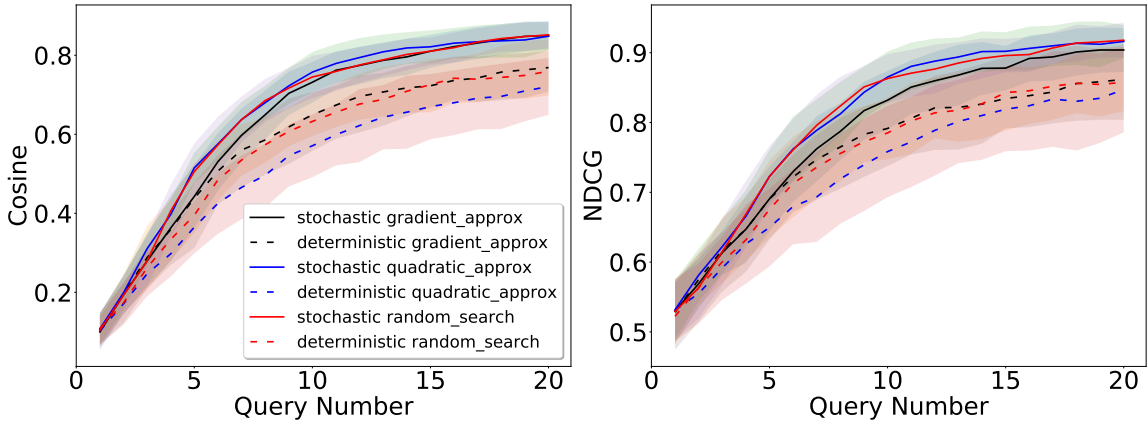 Cosine
0.8
0.6
0.4
0.2
stochastic gradient_approx
deterministic gradient_approx
stochastic quadratic_approx
deterministic quadratic_approx
stochastic random_search
deterministic random_search
0 5 10 15 20
Query Number
NDCG
0.9
0.8
0.7
0.6
0.5
0 5 10 15 20
Query Number